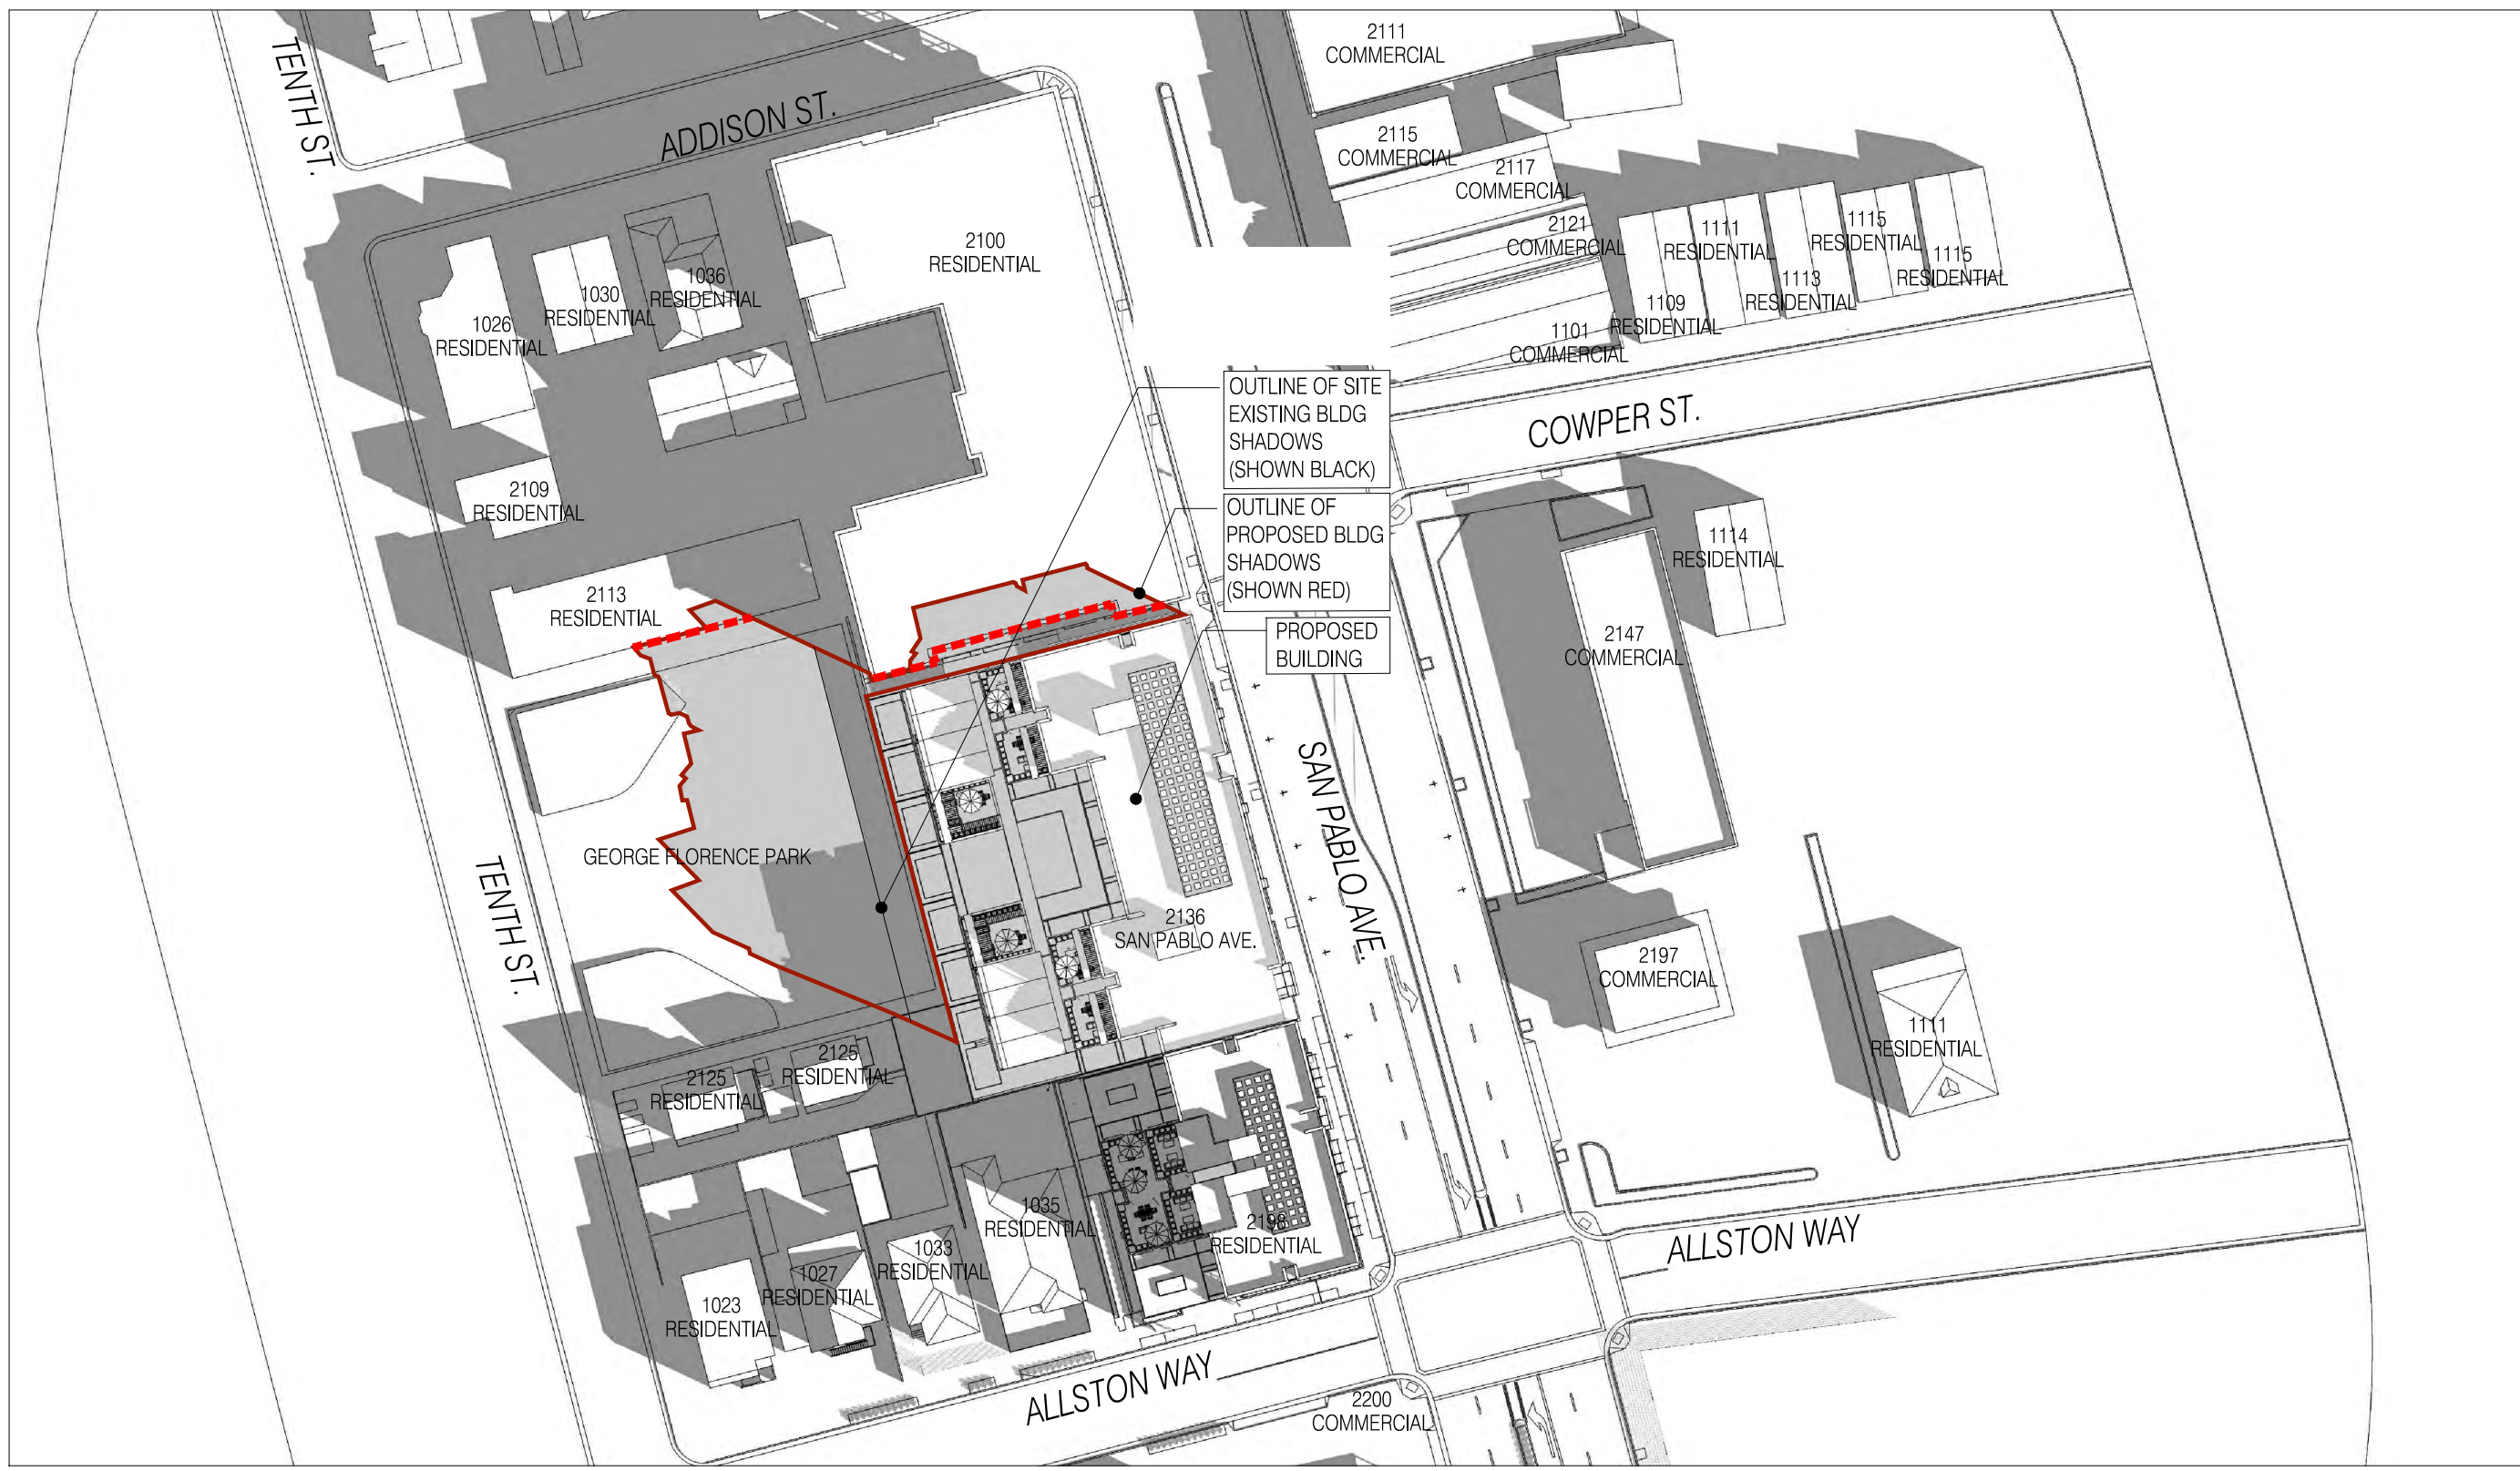 2111
COMMERCIAL
TENTH ST.
ADDISON ST.
2115
COMMERCIAL
2117
COMMERCIAL
2121
COMMERCIAL
1111
RESIDENTIAL
1115
RESIDENTIAL
1115
RESIDENTIAL
2100
RESIDENTIAL
1036
RESIDENTIAL
1030
RESIDENTIAL
1026
RESIDENTIAL
1113
RESIDENTIAL
1109
RESIDENTIAL
1101
COMMERCIAL
OUTLINE OF SITE
EXISTING BLDG
SHADOWS
(SHOWN BLACK)
COWPER ST.
2109
RESIDENTIAL
OUTLINE OF
PROPOSED BLDG
SHADOWS
(SHOWN RED)
1114
RESIDENTIAL
2113
RESIDENTIAL
PROPOSED
BUILDING
2147
COMMERCIAL
SAN PABLO AVE.
GEORGE FLORENCE PARK
TENTH ST.
2136
SAN PABLO AVE.
2197
COMMERCIAL
1111
RESIDENTIAL
2125
RESIDENTIAL
2125
RESIDENTIAL
1035
RESIDENTIAL
2198
RESIDENTIAL
1033
RESIDENTIAL
1027
RESIDENTIAL
1023
RESIDENTIAL
ALLSTON WAY
ALLSTON WAY
2200
COMMERCIAL